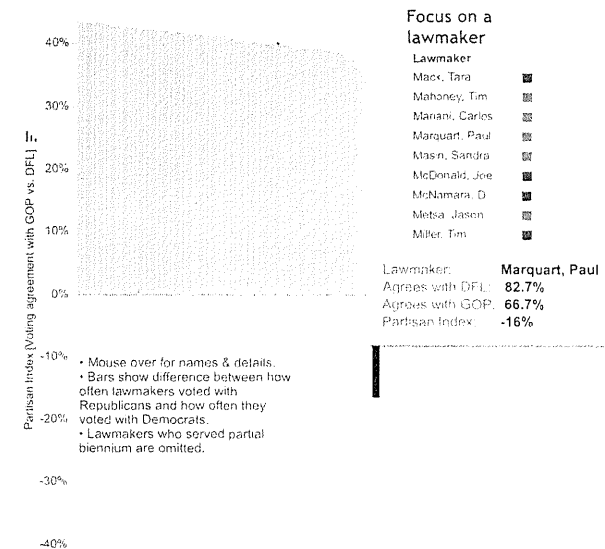 Focus on a
lawmaker
Lawmaker
Mack, Tara
Mahoney, Tim
Mariani, Carlos
Marquart, Paul
Masin, Sandra
McDonald, Joe
McNamara, D
Metsa, Jason
Miller, Tim
Lawmaker: Marquart, Paul
Agrees with DFL: 82.7%
Agrees with GOP: 66.7%
Partisan Index: -16%
Partisan Index [Voting agreement with GOP vs. DFL]
40%
30%
20%
10%
0%
-10%
-20%
-30%
-40%
• Mouse over for names & details.
• Bars show difference between how
often lawmakers voted with
Republicans and how often they
voted with Democrats.
• Lawmakers who served partial
biennium are omitted.